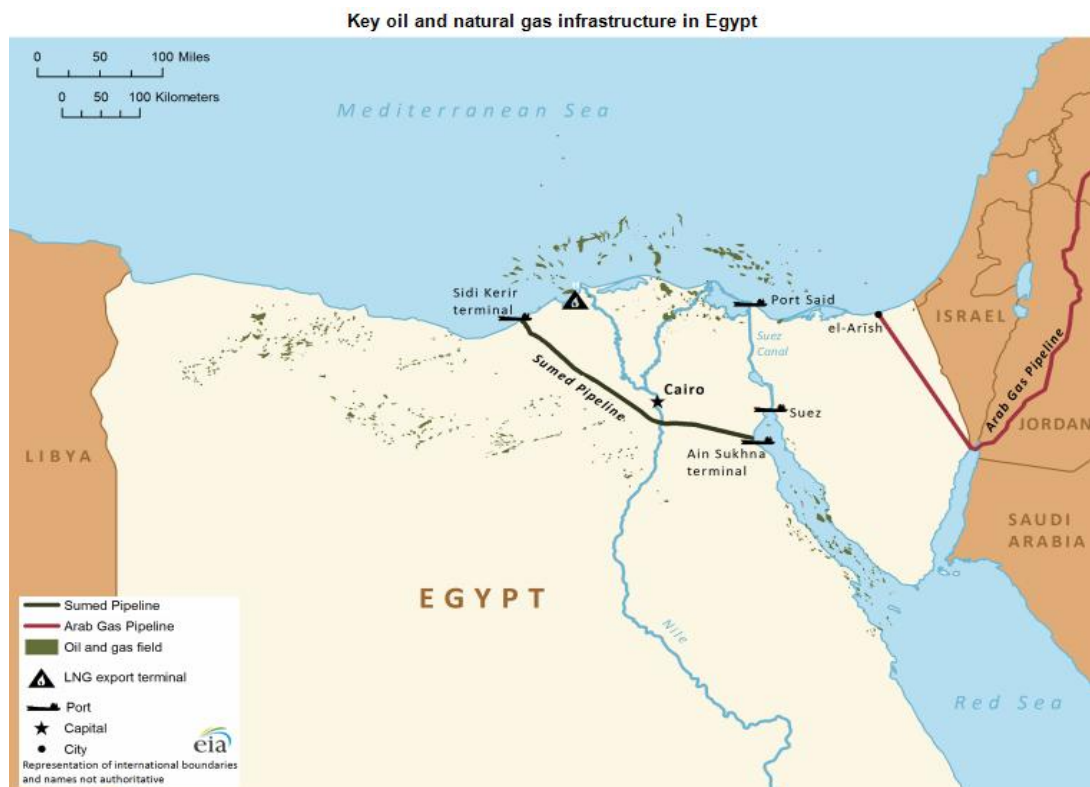 Key oil and natural gas infrastructure in Egypt
0 50 100 Miles
0 50 100 Kilometers
Mediterranean Sea
Sidi Kerir
terminal
Port Said
el-Arīsh
ISRAEL
Suez
Canal
Arab Gas Pipeline
Sumed Pipeline
Cairo
Suez
JORDAN
LIBYA
Ain Sukhna
terminal
SAUDI
ARABIA
EGYPT
Nile
Red Sea
Sumed Pipeline
Arab Gas Pipeline
Oil and gas field
LNG export terminal
Port
Capital
City
eia
Representation of international boundaries
and names not authoritative